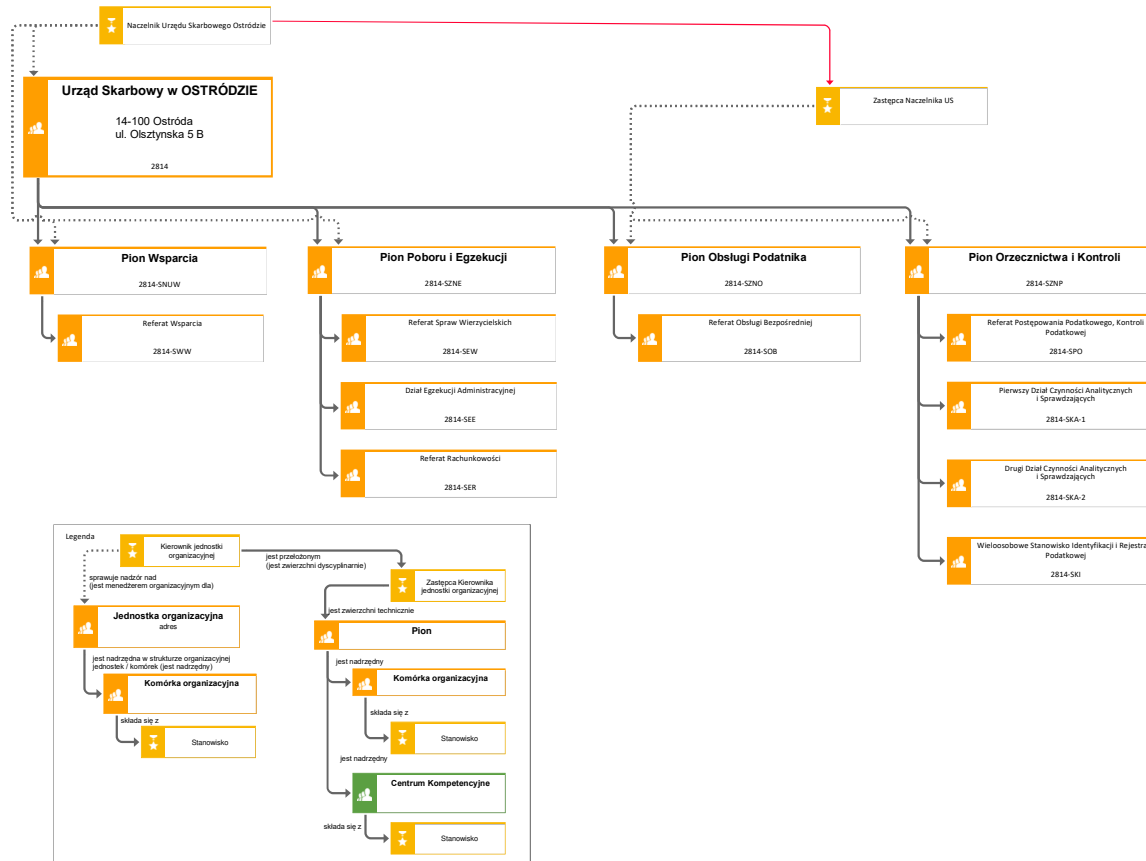 Naczelnik Urzędu Skarbowego Ostródzie
Urząd Skarbowy w OSTRÓDZIE
14-100 Ostróda
ul. Olsztynska 5 B
2814
Zastępca Naczelnika US
Pion Wsparcia
2814-SNUW
Referat Wsparcia
2814-SWW
Pion Poboru i Egzekucji
2814-SZNE
Referat Spraw Wierzycielskich
2814-SEW
Dział Egzekucji Administracyjnej
2814-SEE
Referat Rachunkowości
2814-SER
Pion Obsługi Podatnika
2814-SZNO
Referat Obsługi Bezpośredniej
2814-SOB
Pion Orzecznictwa i Kontroli
2814-SZNP
Referat Postępowania Podatkowego, Kontroli
Podatkowej
2814-SPO
Pierwszy Dział Czynności Analitycznych
i Sprawdzających
2814-SKA-1
Drugi Dział Czynności Analitycznych
i Sprawdzających
2814-SKA-2
Wieloosobowe Stanowisko Identyfikacji i Rejestra
Podatkowej
2814-SKI
Legenda
Kierownik jednostki
organizacyjnej
sprawuje nadzór nad
(jest menedżerem organizacyjnym dla)
Jednostka organizacyjna
adres
jest nadrzędna w strukturze organizacyjnej
jednostek / komórek (jest nadrzędny)
Komórka organizacyjna
składa się z
Stanowisko
jest przełożonym
(jest zwierzchni dyscyplinarnie)
Zastępca Kierownika
jednostki organizacyjnej
jest zwierzchni technicznie
Pion
jest nadrzędny
Komórka organizacyjna
składa się z
Stanowisko
jest nadrzędny
Centrum Kompetencyjne
składa się z
Stanowisko